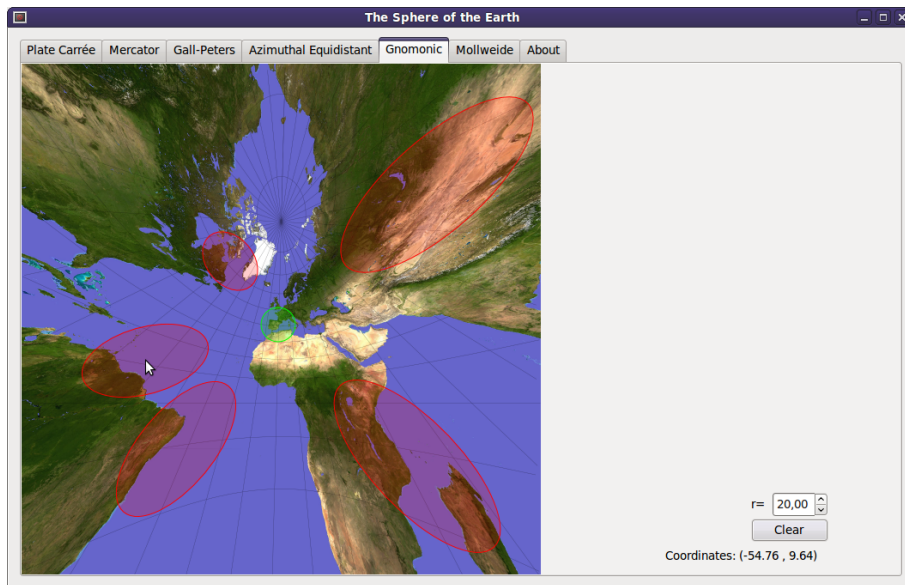 The Sphere of the Earth
Plate Carrée Mercator Gall-Peters Azimuthal Equidistant Gnomonic Mollweide About
r= 20,00
Clear
Coordinates: (-54.76 , 9.64)